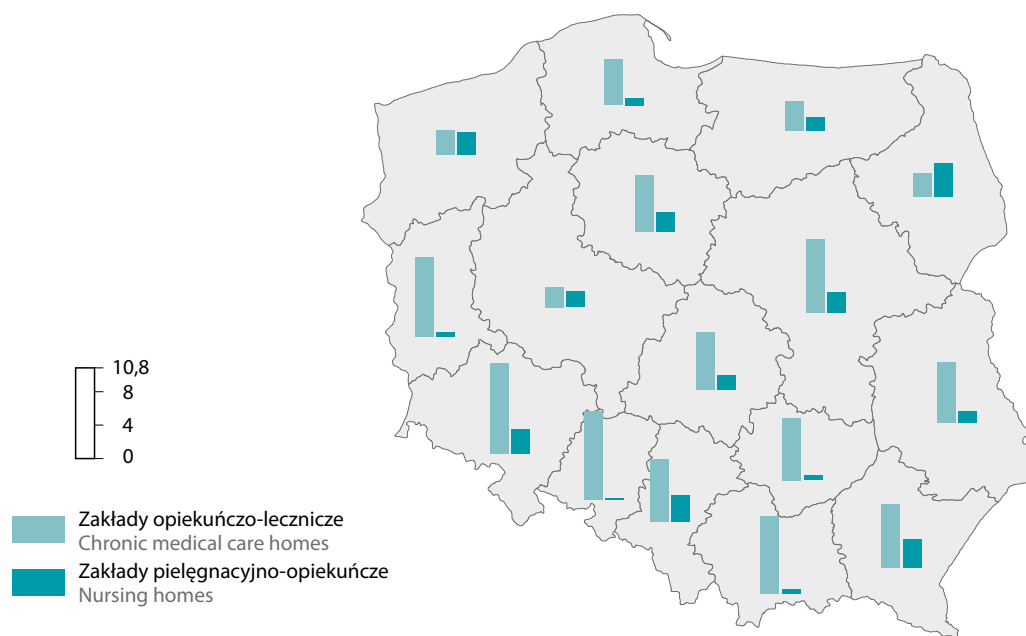 10,8
8
4
0
Zakłady opiekuńczo-lecznicze
Chronic medical care homes
Zakłady pielęgnacyjno-opiekuńcze
Nursing homes